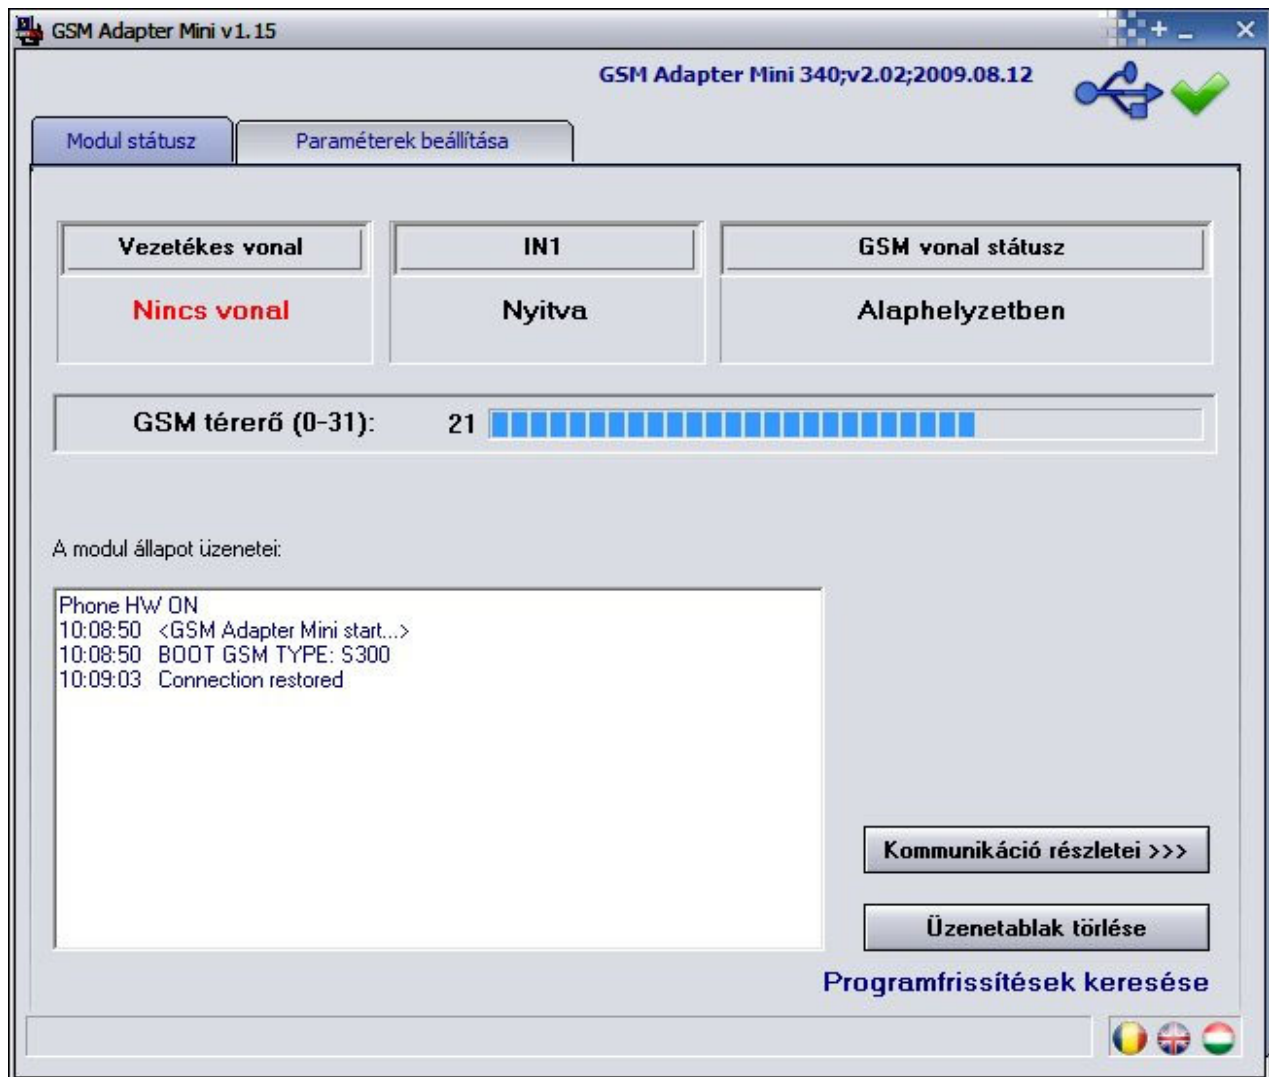 GSM Adapter Mini v1.15
GSM Adapter Mini 340;v2.02;2009.08.12
Modul státusz
Paraméterek beállítása
Vezetékes vonal
IN1
GSM vonal státusz
Nincs vonal
Nyitva
Alaphelyzetben
GSM térerő (0-31): 21
A modul állapot üzenetei:
Phone HW ON
10:08:50 <GSM Adapter Mini start...>
10:08:50 BOOT GSM TYPE: S300
10:09:03 Connection restored
Kommunikáció részletei >>>
Üzenetablak törlése
Programfrissítések keresése